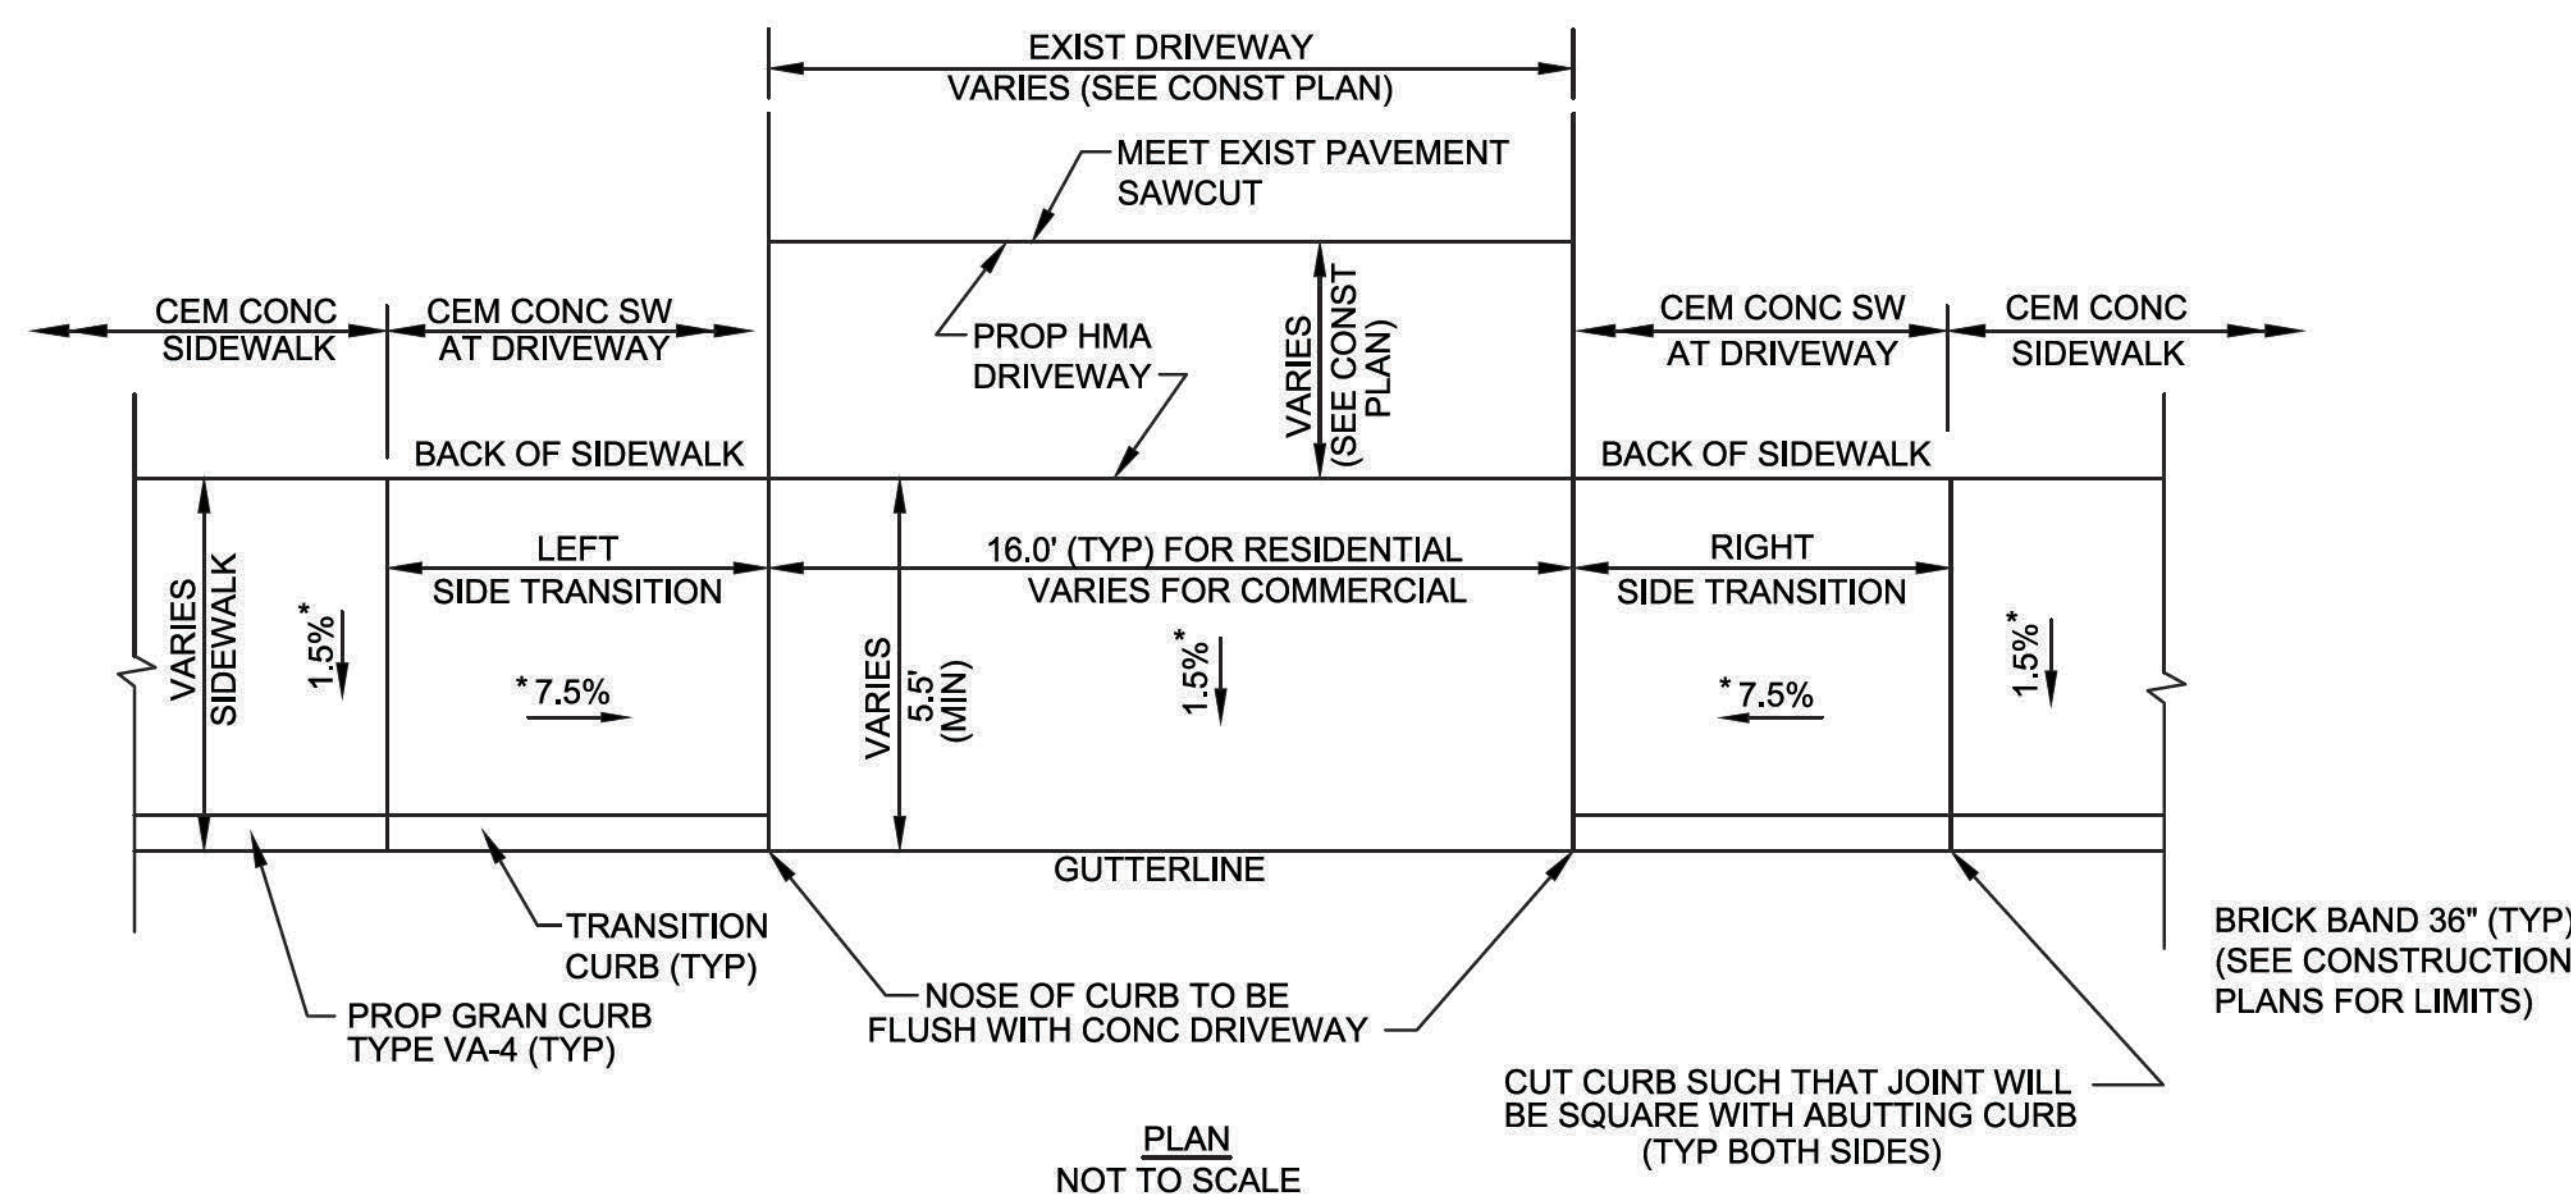 EXIST DRIVEWAY
VARIES (SEE CONST PLAN)
MEET EXIST PAVEMENT
SAWCUT
CEM CONC
SIDEWALK
CEM CONC SW
AT DRIVEWAY
PROP HMA
DRIVEWAY
VARIES
(SEE CONST
PLAN)
CEM CONC SW
AT DRIVEWAY
CEM CONC
SIDEWALK
BACK OF SIDEWALK
BACK OF SIDEWALK
VARIES
SIDEWALK
1.5%*
LEFT
SIDE TRANSITION
* 7.5%
VARIES
5.5'
(MIN)
16.0' (TYP) FOR RESIDENTIAL
VARIES FOR COMMERCIAL
1.5%*
RIGHT
SIDE TRANSITION
* 7.5%
1.5%*
GUTTERLINE
TRANSITION
CURB (TYP)
PROP GRAN CURB
TYPE VA-4 (TYP)
NOSE OF CURB TO BE
FLUSH WITH CONC DRIVEWAY
BRICK BAND 36" (TYP)
(SEE CONSTRUCTION
PLANS FOR LIMITS)
CUT CURB SUCH THAT JOINT WILL
BE SQUARE WITH ABUTTING CURB
(TYP BOTH SIDES)
PLAN
NOT TO SCALE